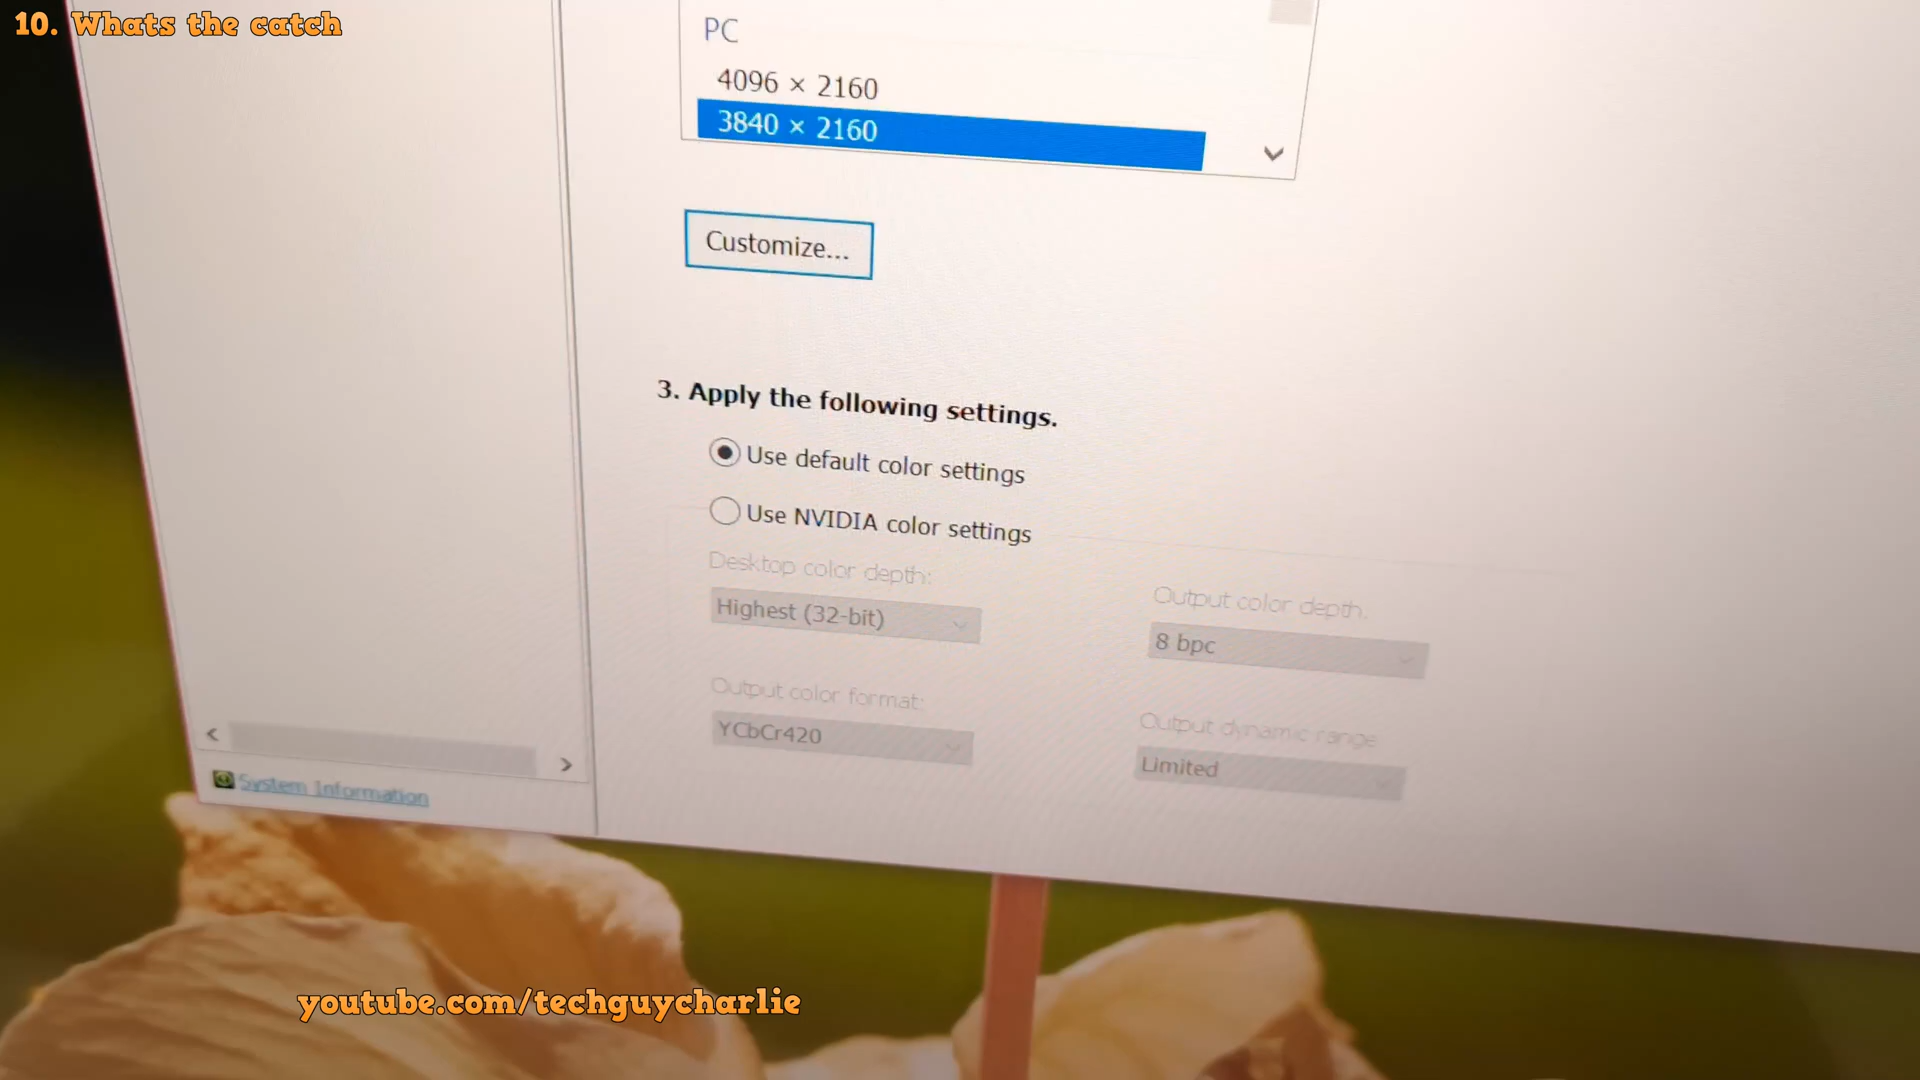 10. Whats the catch
PC
4096 × 2160
3840 × 2160
Customize...
3. Apply the following settings.
Use default color settings
Use NVIDIA color settings
Desktop color depth:
Highest (32-bit)
Output color depth:
8 bpc
Output color format:
YCbCr420
Output dynamic range
Limited
System Information
youtube.com/techguycharlie